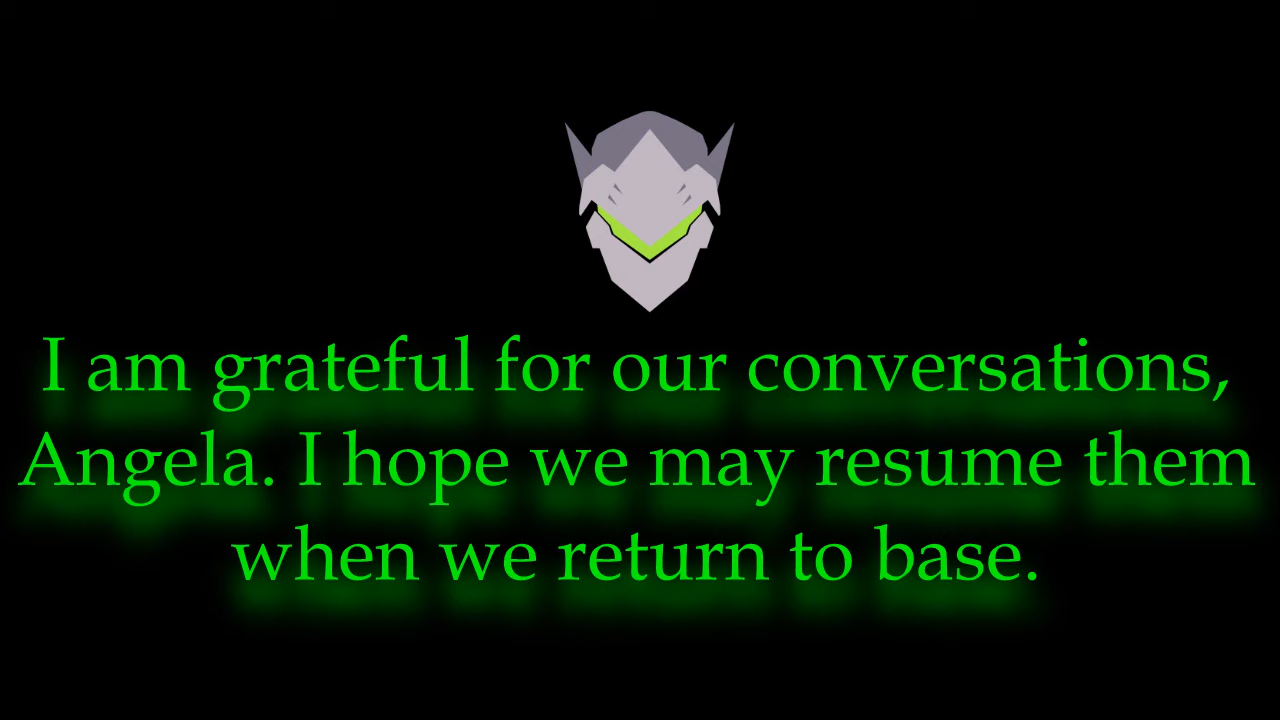 I am grateful for our conversations,
Angela. I hope we may resume them
when we return to base.